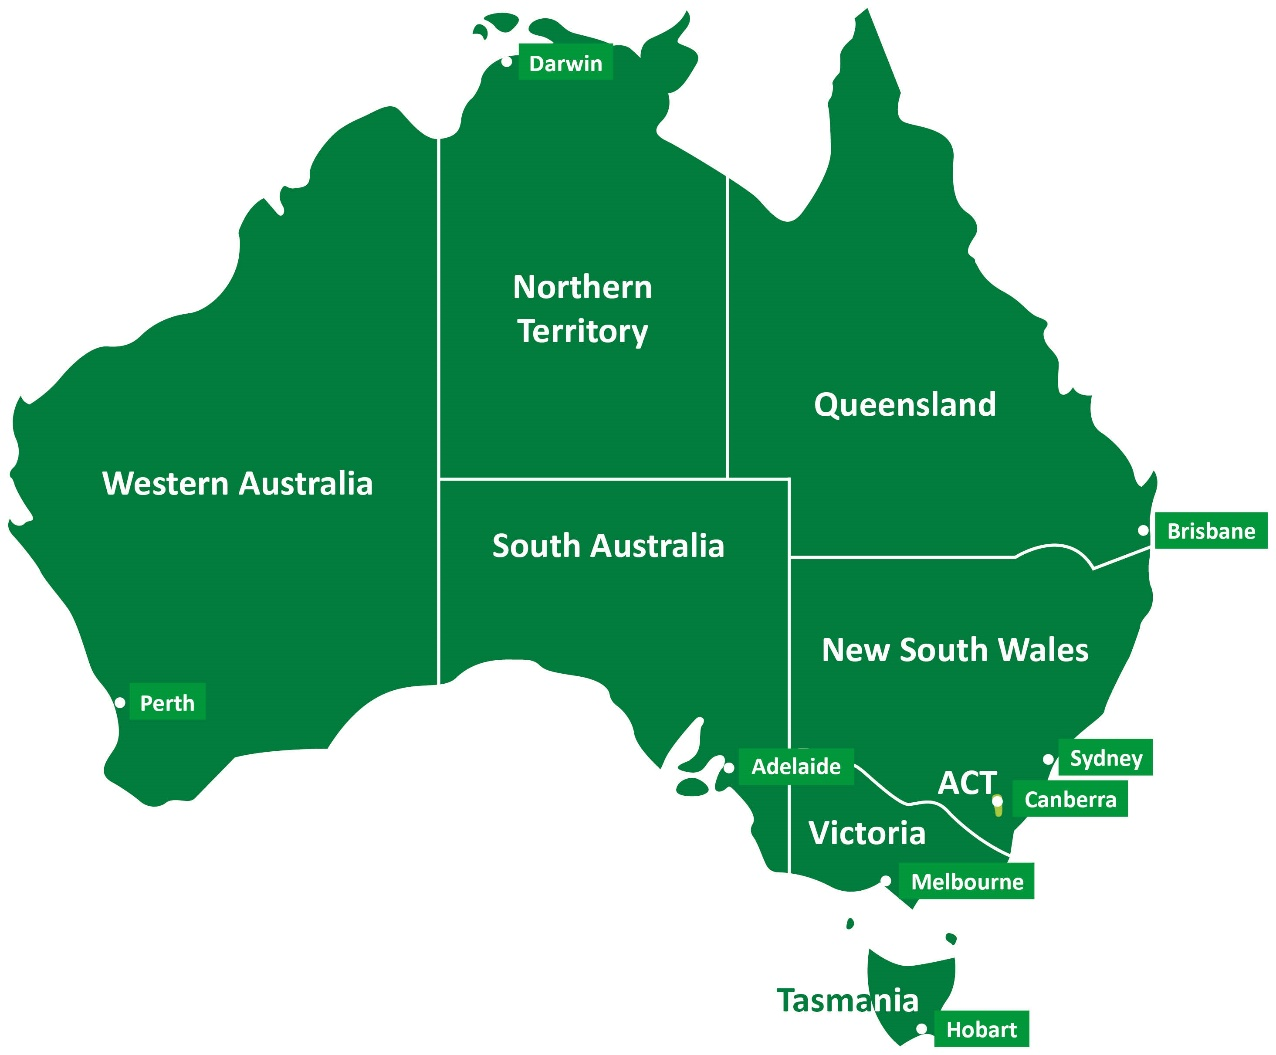 Darwin
Northern
Territory
Queensland
Western Australia
South Australia
Brisbane
New South Wales
Perth
Adelaide
Sydney
ACT
Canberra
Victoria
Melbourne
Tasmania
Hobart